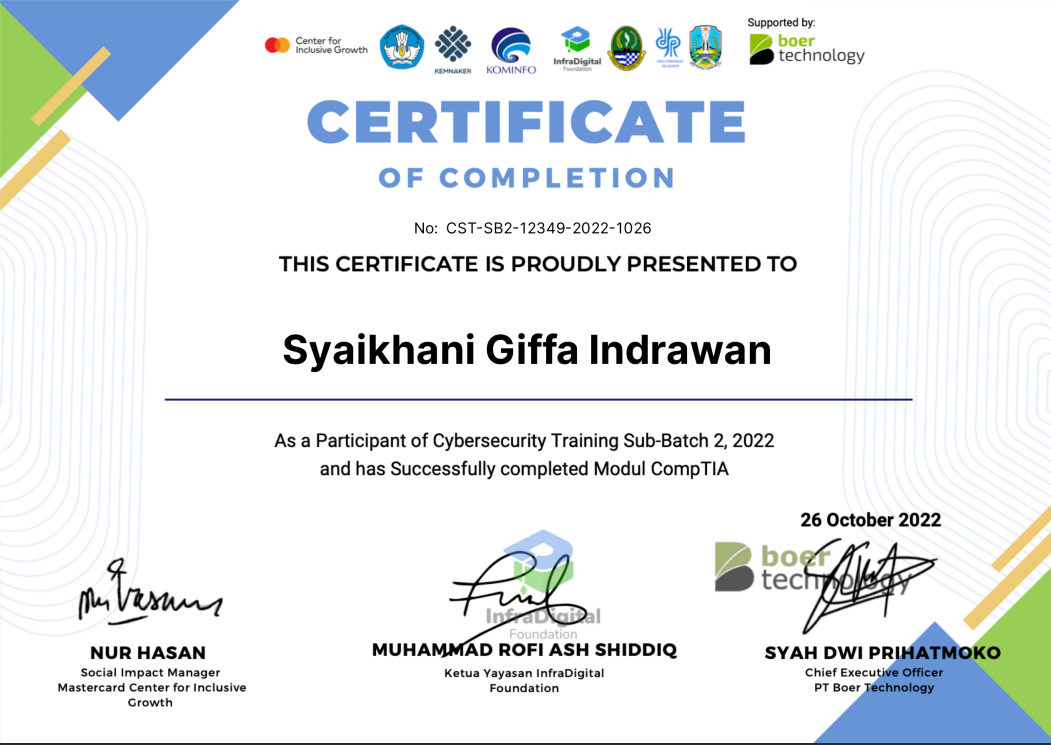 Supported by:
Center for
Inclusive Growth
KEMNAKER
KOMINFO
InfraDigital
Foundation
boer
technology
CERTIFICATE
OF COMPLETION
No: CST-SB2-12349-2022-1026
THIS CERTIFICATE IS PROUDLY PRESENTED TO
Syaikhani Giffa Indrawan
As a Participant of Cybersecurity Training Sub-Batch 2, 2022
and has Successfully completed Modul CompTIA
26 October 2022
boer
technology
InfraDigital
Foundation
NUR HASAN
Social Impact Manager
Mastercard Center for Inclusive
Growth
MUHAMMAD ROFI ASH SHIDDIQ
Ketua Yayasan InfraDigital
Foundation
SYAH DWI PRIHATMOKO
Chief Executive Officer
PT Boer Technology